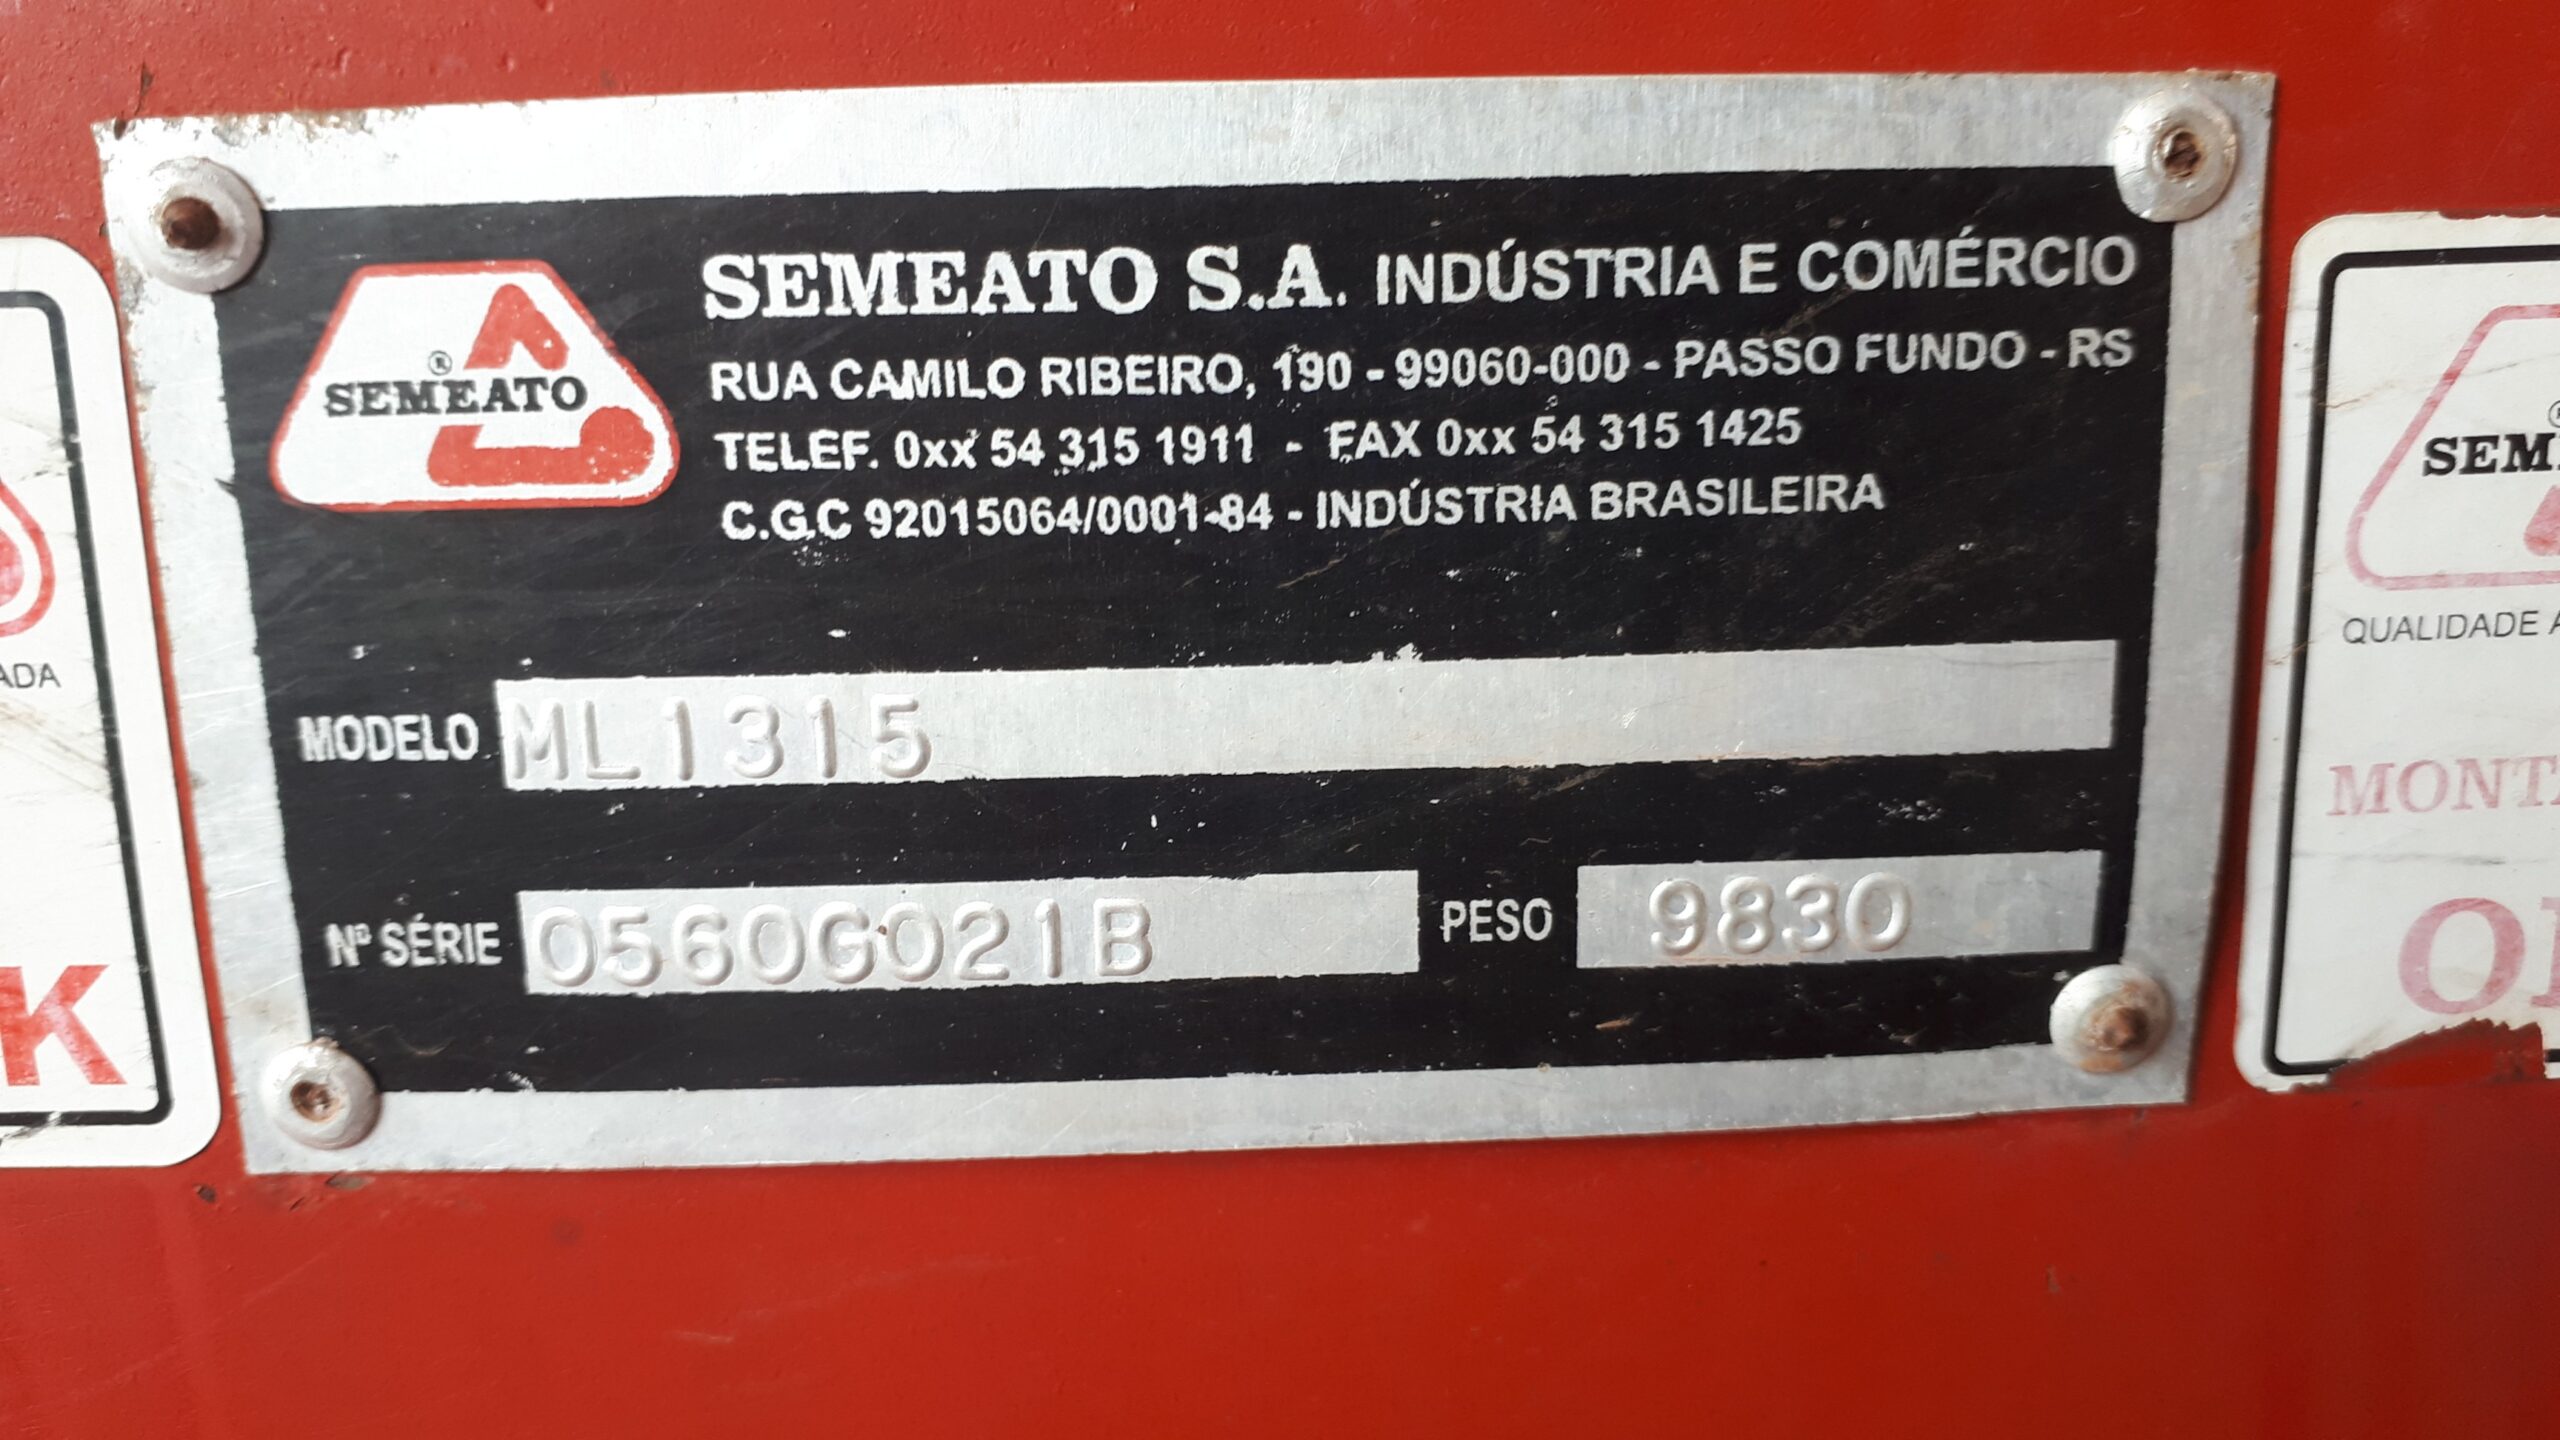 SEMEATO S.A. INDÚSTRIA E COMÉRCIO
RUA CAMILO RIBEIRO, 190 - 99060-000 - PASSO FUNDO - RS
TELEF. 0xx 54 315 1911 - FAX 0xx 54 315 1425
C.G.C 92015064/0001-84 - INDÚSTRIA BRASILEIRA
® SEMEATO
MODELO ML1315
Nº SÉRIE 0560G021B PESO 9830
ADA
K
SEM
QUALIDADE A
MONT
O